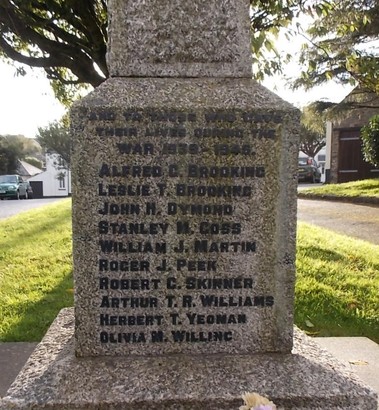 AND TO THOSE WHO GAVE
THEIR LIVES DURING THE
WAR 1939 - 1945.
ALFRED C. BROOKING
LESLIE T. BROOKING
JOHN H. DYMOND
STANLEY M. GOSS
WILLIAM J. MARTIN
ROGER J. PEEK
ROBERT C. SKINNER
ARTHUR T. R. WILLIAMS
HERBERT T. YEOMAN
OLIVIA M. WILLING